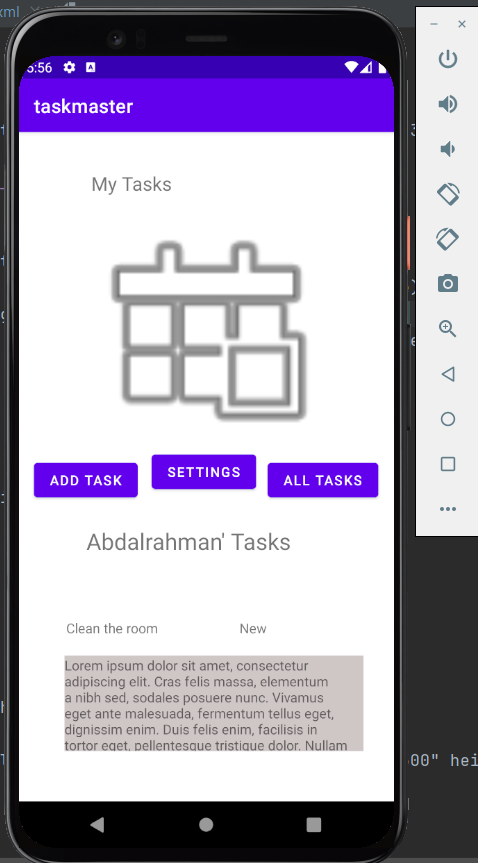 xml
5:56
taskmaster
My Tasks
ADD TASK
SETTINGS
ALL TASKS
Abdalrahman' Tasks
Clean the room
New
Lorem ipsum dolor sit amet, consectetur
adipiscing elit. Cras felis massa, elementum
a nibh sed, sodales posuere nunc. Vivamus
eget ante malesuada, fermentum tellus eget,
dignissim enim. Duis felis enim, facilisis in
tortor eget, pellentesque tristique dolor. Nullam
00" hei